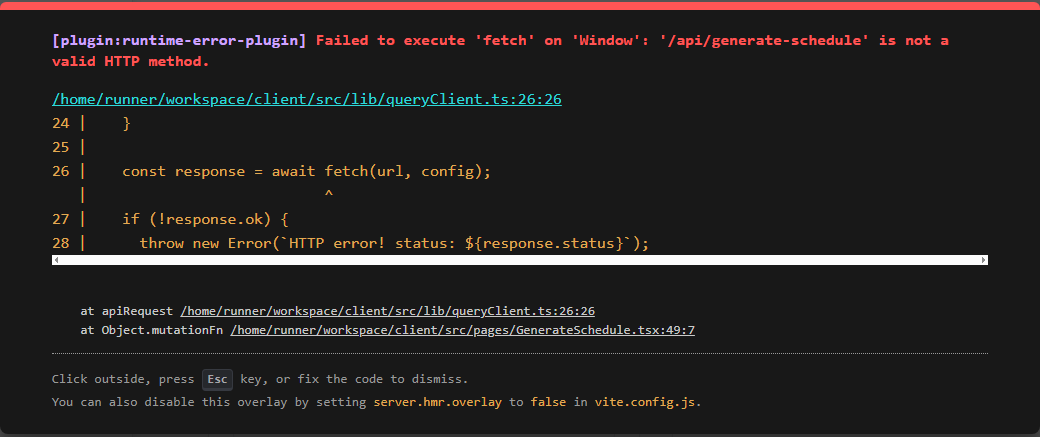 [plugin:runtime-error-plugin] Failed to execute 'fetch' on 'Window': '/api/generate-schedule' is not a
valid HTTP method.
/home/runner/workspace/client/src/lib/queryClient.ts:26:26
24 |    }
25 |
26 |    const response = await fetch(url, config);
   |                           ^
27 |    if (!response.ok) {
28 |      throw new Error(`HTTP error! status: ${response.status}`);
at apiRequest /home/runner/workspace/client/src/lib/queryClient.ts:26:26
at Object.mutationFn /home/runner/workspace/client/src/pages/GenerateSchedule.tsx:49:7
Click outside, press Esc key, or fix the code to dismiss.
You can also disable this overlay by setting server.hmr.overlay to false in vite.config.js.